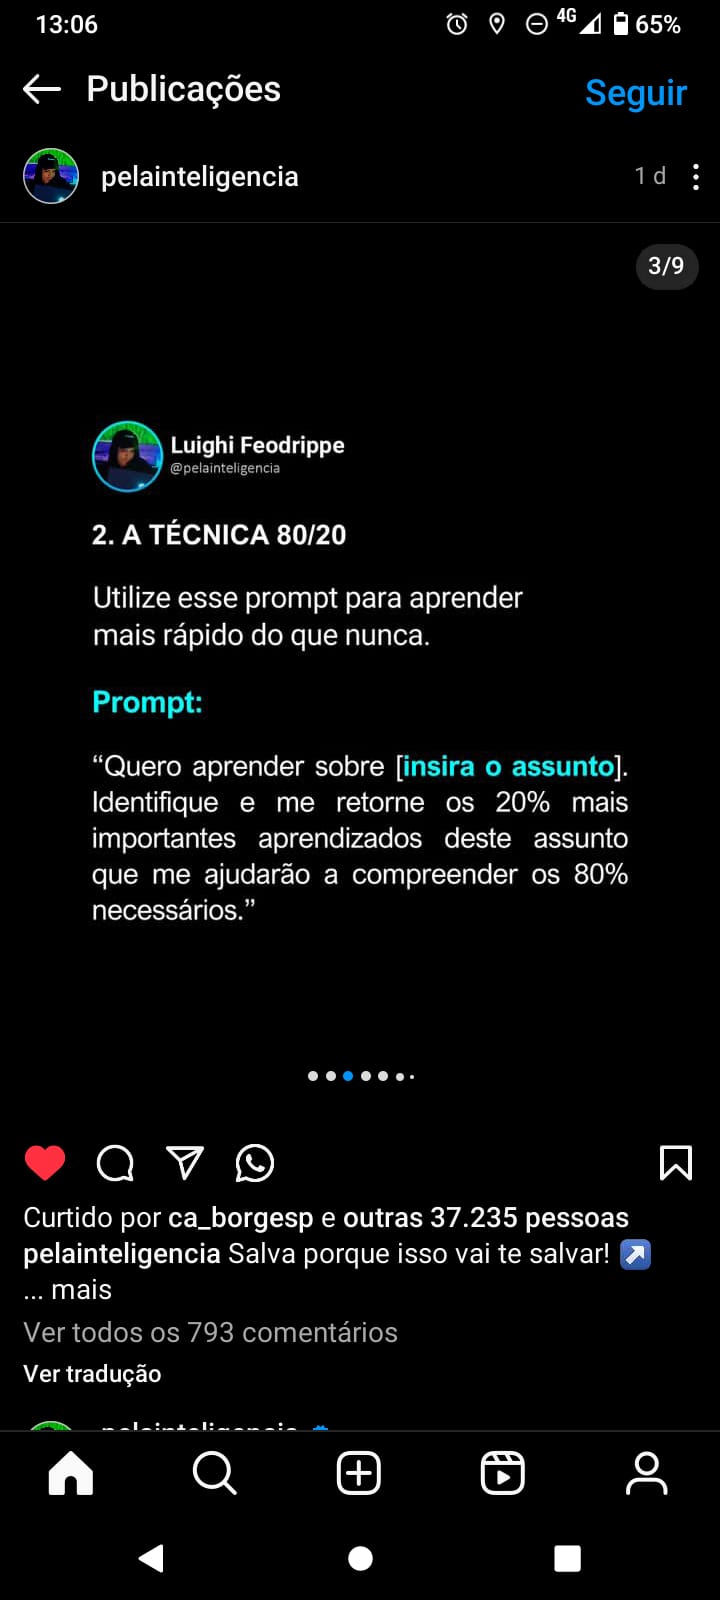 13:06
4G
65%
Publicações
Seguir
pelainteligencia
1 d
3/9
Luighi Feodrippe
@pelainteligencia
2. A TÉCNICA 80/20
Utilize esse prompt para aprender
mais rápido do que nunca.
Prompt:
“Quero aprender sobre [insira o assunto].
Identifique e me retorne os 20% mais
importantes aprendizados deste assunto
que me ajudarão a compreender os 80%
necessários.”
Curtido por ca_borgesp e outras 37.235 pessoas
pelainteligencia Salva porque isso vai te salvar! ↗️
... mais
Ver todos os 793 comentários
Ver tradução
pelainteligencia